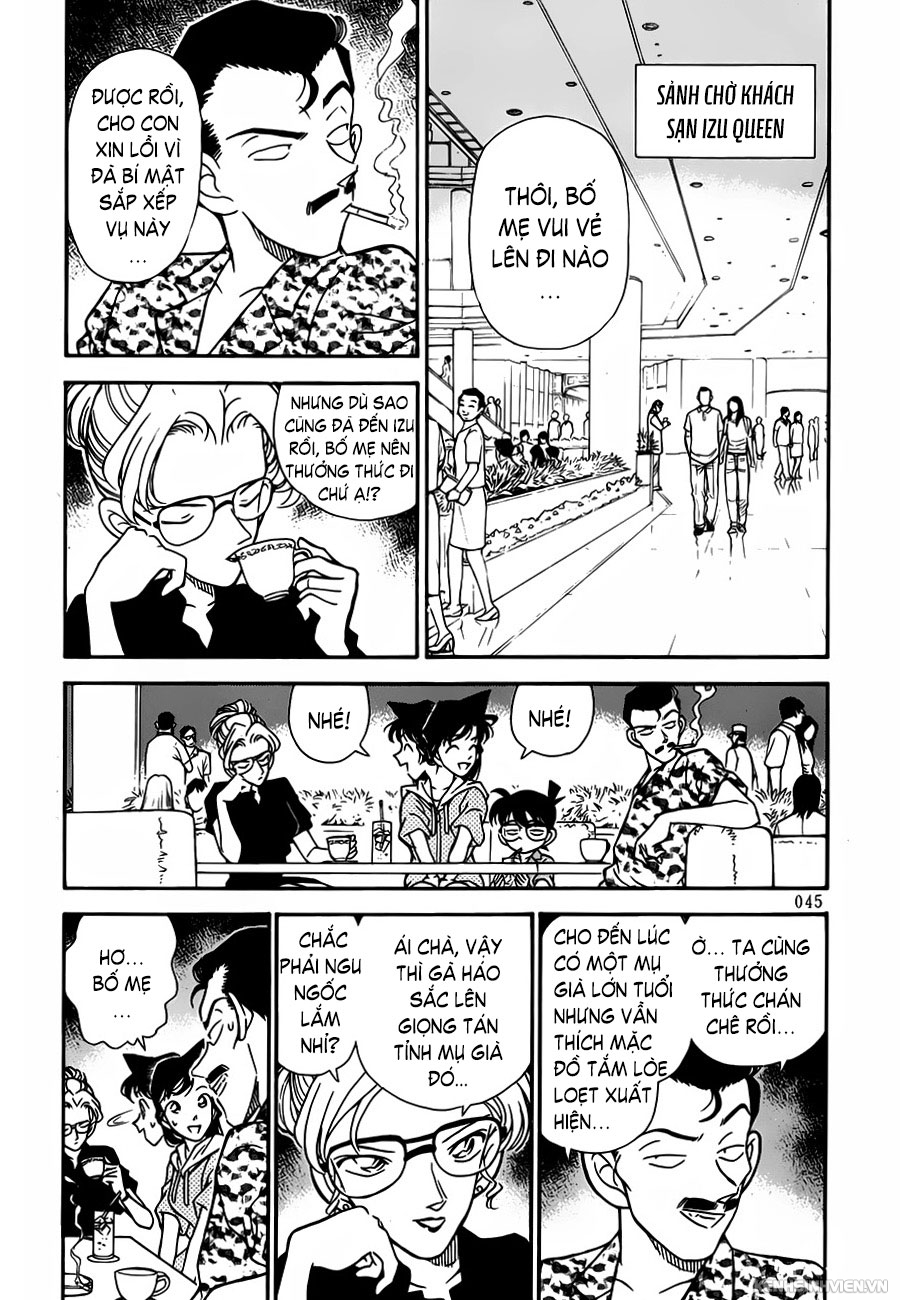 SẢNH CHỜ KHÁCH
SẠN IZU QUEEN
THÔI, BỐ
MẸ VUI VẺ
LÊN ĐI NÀO
...
ĐƯỢC RỒI,
CHO CON
XIN LỖI VÌ
ĐÃ BÍ MẬT
SẮP XẾP
VỤ NÀY
...
NHƯNG DÙ SAO
CŨNG ĐÃ ĐẾN IZU
RỒI, BỐ MẸ NÊN
THƯỞNG THỨC ĐI
CHỨ Ạ!?
NHÉ!
NHÉ!
045
Ờ... TA CŨNG
THƯỞNG
THỨC CHÁN
CHÊ RỒI...
CHO ĐẾN LÚC
CÓ MỘT MỤ
GIÀ LỚN TUỔI
NHƯNG VẪN
THÍCH MẶC
ĐỒ TẮM LÒE
LOẸT XUẤT
HIỆN...
ÁI CHÀ, VẬY
THÌ GÃ HÁO
SẮC LÊN
GIỌNG TÁN
TỈNH MỤ GIÀ
ĐÓ...
CHẮC
PHẢI NGU
NGỐC
LẮM
NHỈ?
HƠ...
BỐ MẸ
...
KENHSINHVIEN.VN